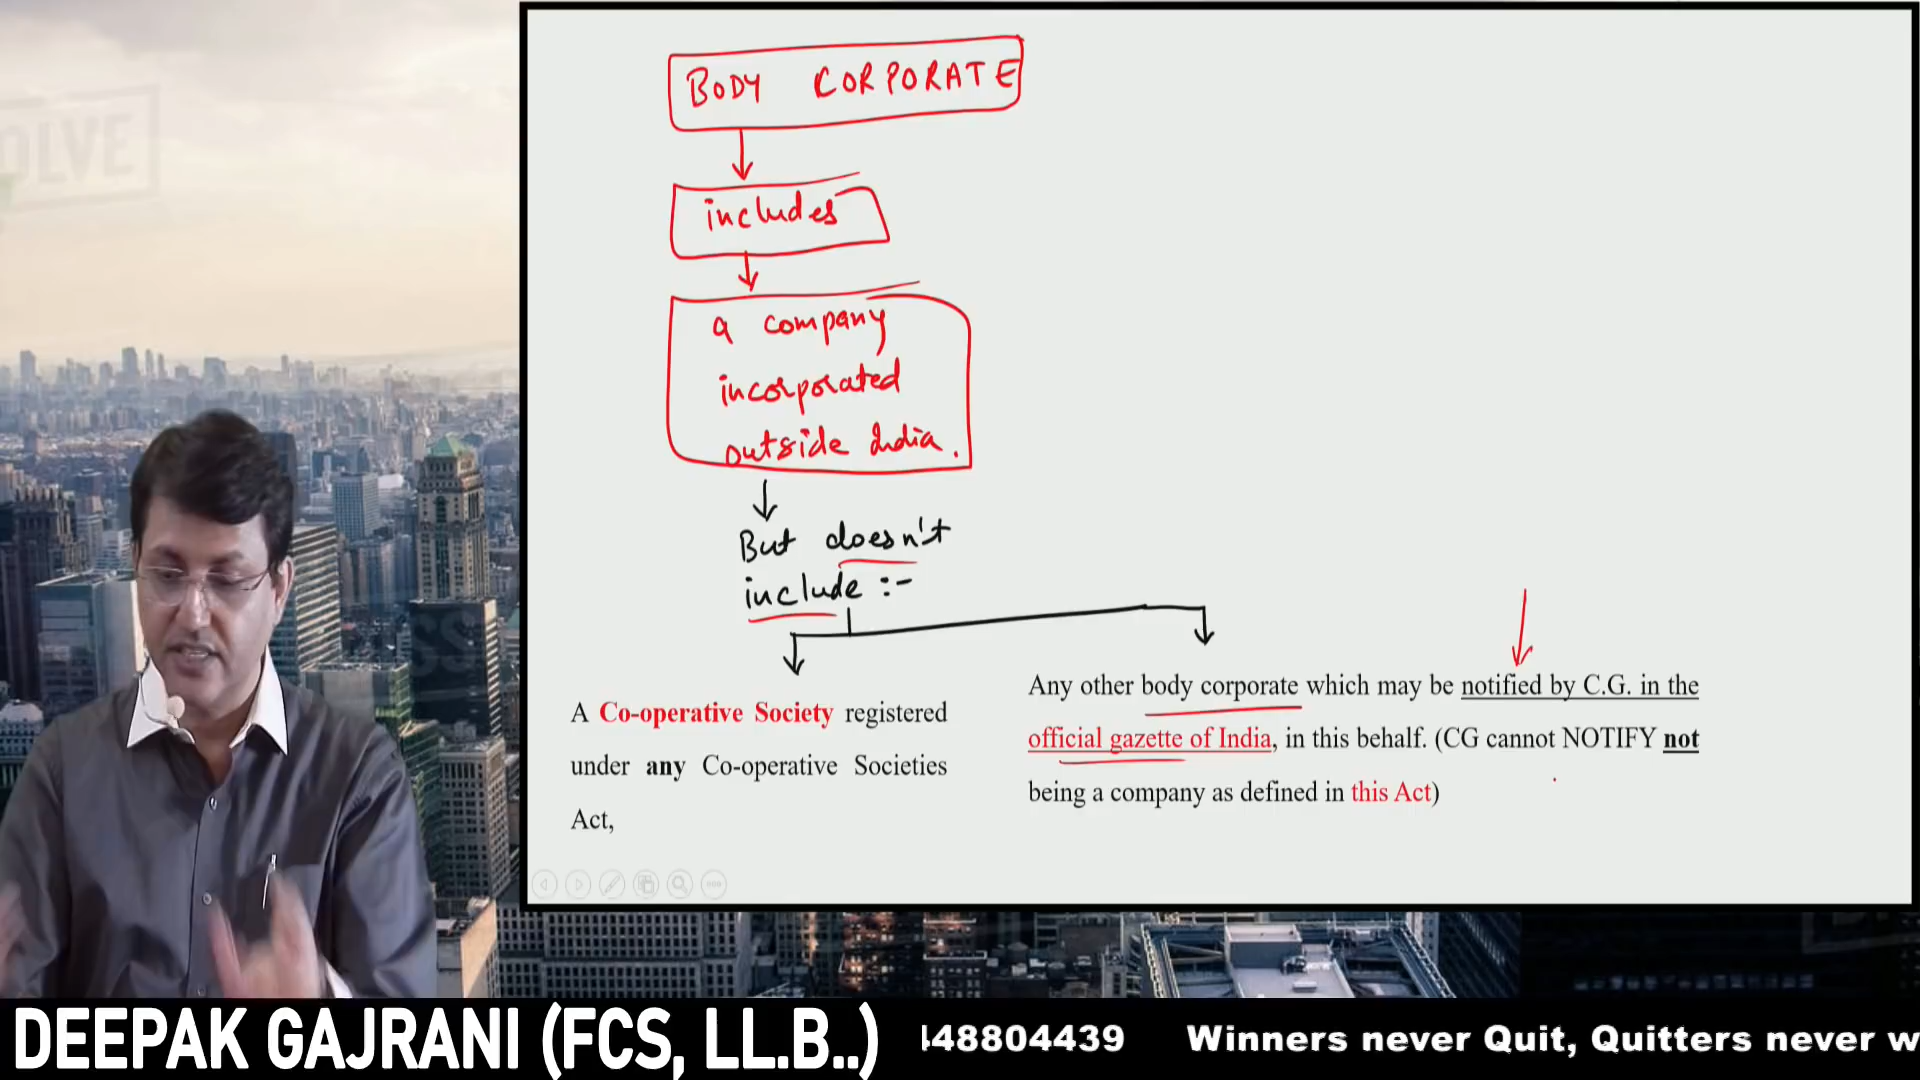 BODY CORPORATE
includes
a company
incorporated
outside India.
But doesn't
include :-
A Co-operative Society registered
under any Co-operative Societies
Act,
Any other body corporate which may be notified by C.G. in the
official gazette of India, in this behalf. (CG cannot NOTIFY not
being a company as defined in this Act)
OLVE
DEEPAK GAJRANI (FCS, LL.B..)
448804439 Winners never Quit, Quitters never w